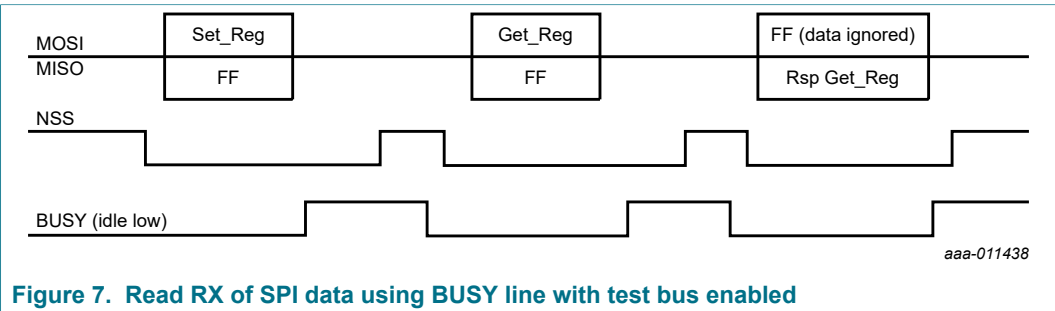 MOSI
Set_Reg
Get_Reg
FF (data ignored)
MISO
FF
FF
Rsp Get_Reg
NSS
BUSY (idle low)
aaa-011438
Figure 7. Read RX of SPI data using BUSY line with test bus enabled